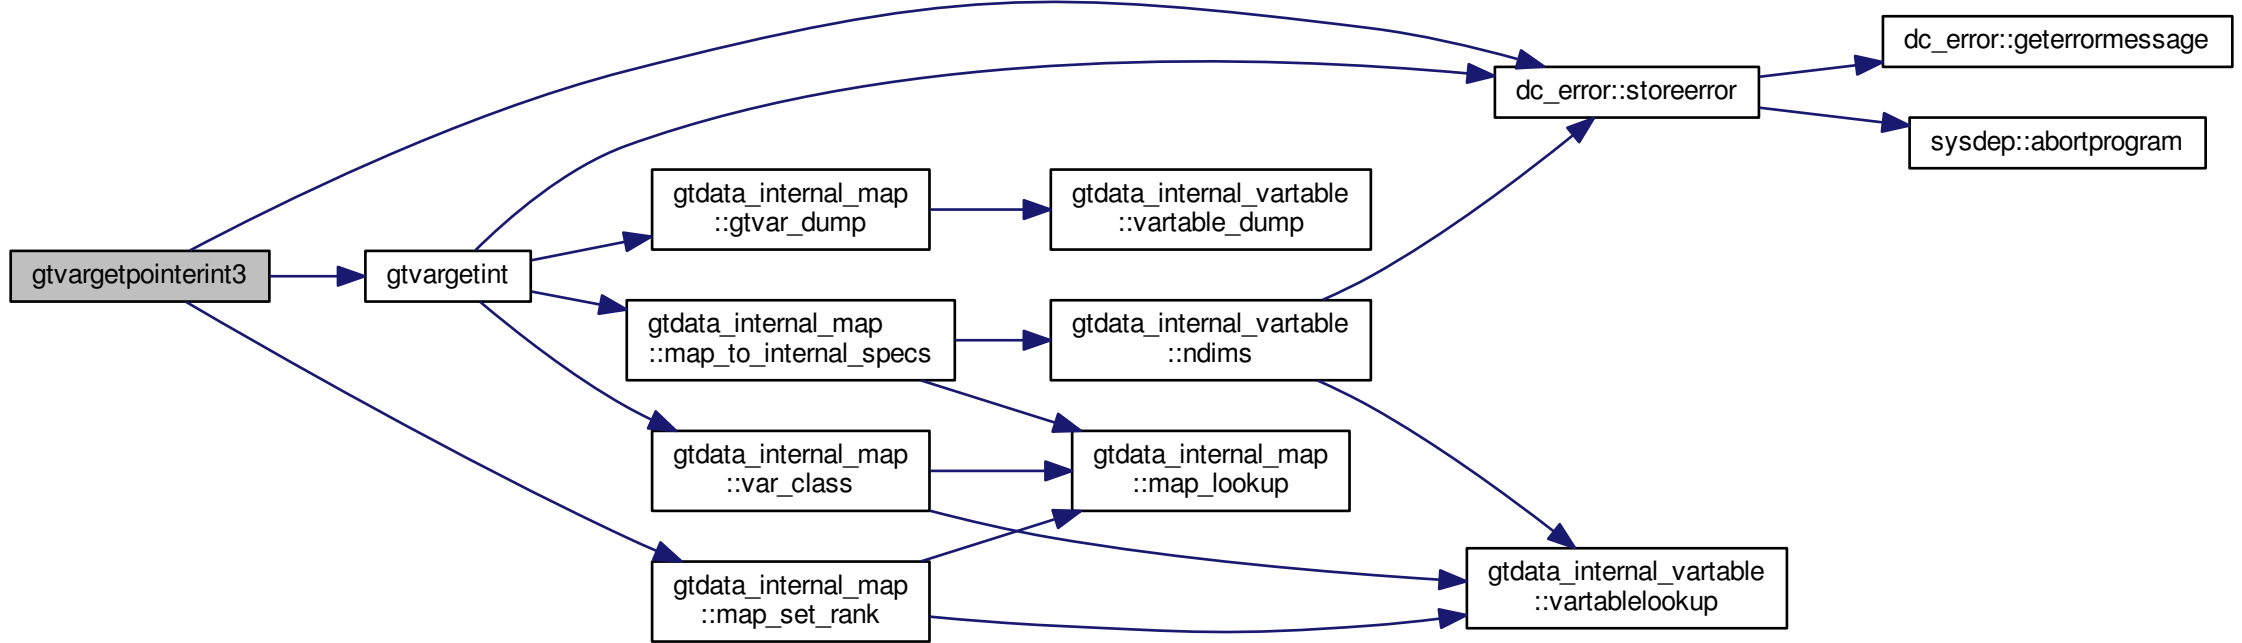 gtvargetpointerint3
gtvargetint
gtdata_internal_map
::gtvar_dump
gtdata_internal_map
::map_to_internal_specs
gtdata_internal_map
::var_class
gtdata_internal_map
::map_set_rank
gtdata_internal_vartable
::vartable_dump
gtdata_internal_vartable
::ndims
gtdata_internal_map
::map_lookup
dc_error::storeerror
gtdata_internal_vartable
::vartablelookup
dc_error::geterrormessage
sysdep::abortprogram